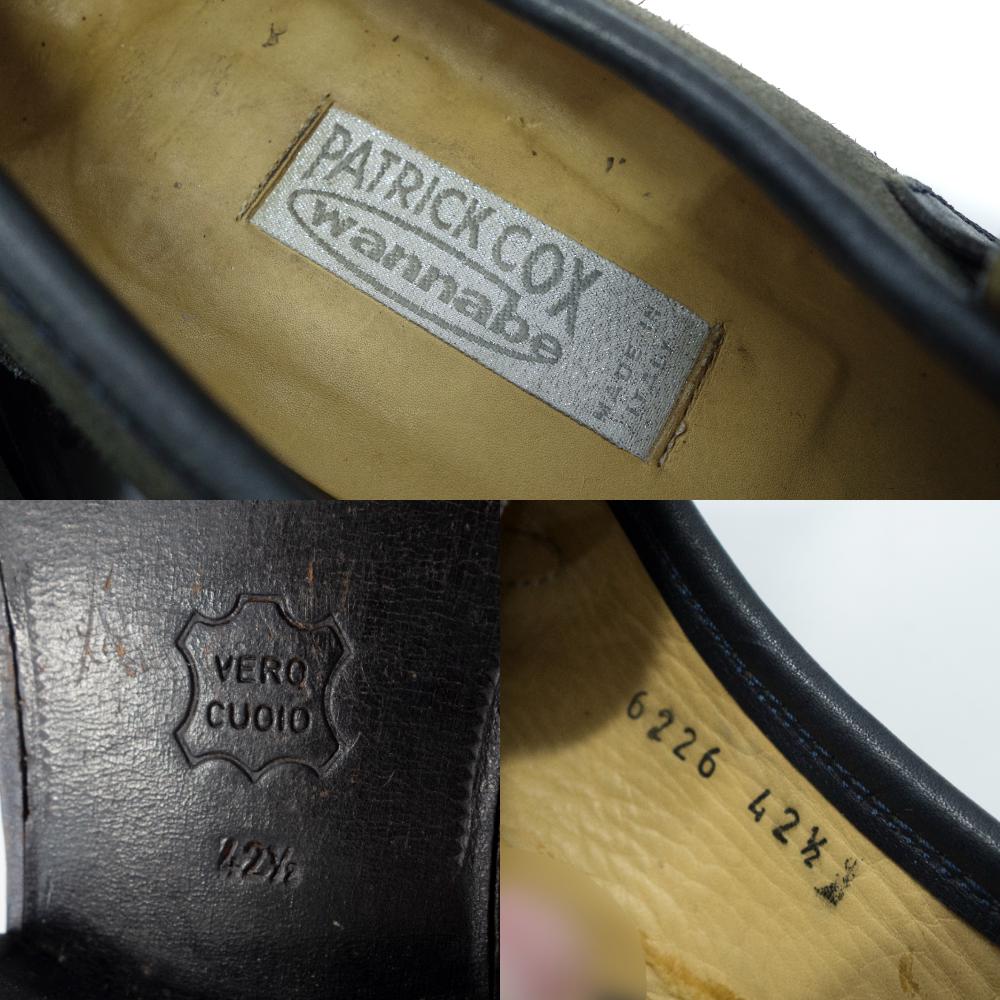 PATRICK COX
wannabe
MADE IN
ITALY
VERO
CUOIO
42½
6226 42½